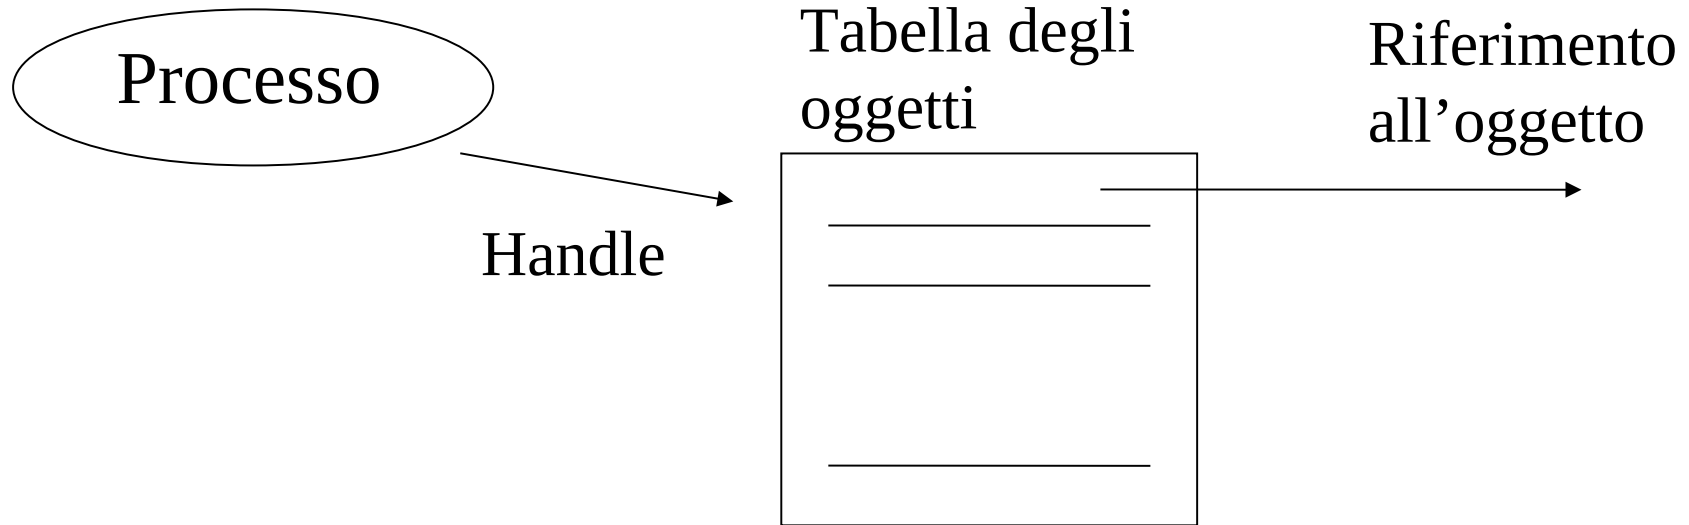 Processo
Handle
Tabella degli
oggetti
Riferimento
all’oggetto